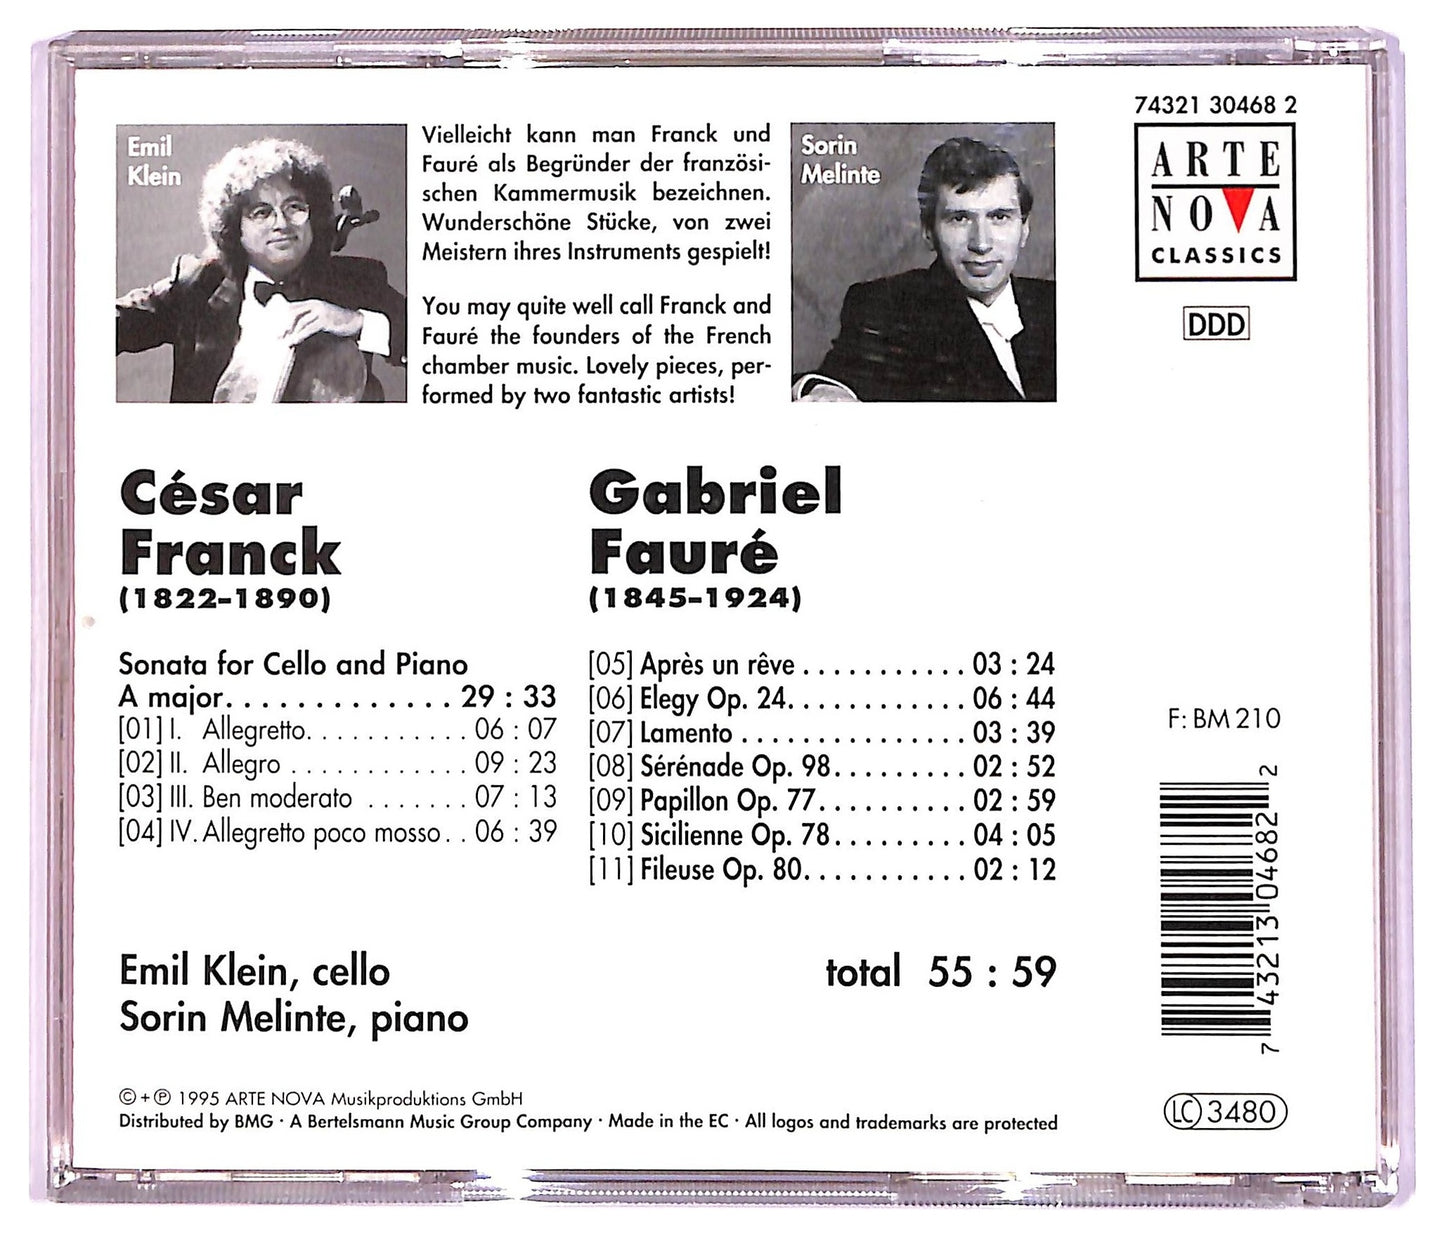 74321 30468 2
ARTE
NOVA
CLASSICS
DDD
Emil
Klein
Vielleicht kann man Franck und
Fauré als Begründer der französi-
schen Kammermusik bezeichnen.
Wunderschöne Stücke, von zwei
Meistern ihres Instruments gespielt!
You may quite well call Franck and
Fauré the founders of the French
chamber music. Lovely pieces, per-
formed by two fantastic artists!
Sorin
Melinte
César
Franck
(1822-1890)
Sonata for Cello and Piano
A major. . . . . . . . . . . . . 29 : 33
[01] I. Allegretto. . . . . . . . . . . 06 : 07
[02] II. Allegro . . . . . . . . . . . . 09 : 23
[03] III. Ben moderato . . . . . . . 07 : 13
[04] IV. Allegretto poco mosso. . 06 : 39
Gabriel
Fauré
(1845-1924)
[05] Après un rêve . . . . . . . . . . . 03 : 24
[06] Elegy Op. 24. . . . . . . . . . . . 06 : 44
[07] Lamento . . . . . . . . . . . . . . . 03 : 39
[08] Sérénade Op. 98. . . . . . . . . 02 : 52
[09] Papillon Op. 77. . . . . . . . . . 02 : 59
[10] Sicilienne Op. 78. . . . . . . . . 04 : 05
[11] Fileuse Op. 80. . . . . . . . . . . 02 : 12
Emil Klein, cello
Sorin Melinte, piano
total 55 : 59
F: BM 210
7 43213 04682 2
© + ℗ 1995 ARTE NOVA Musikproduktions GmbH
Distributed by BMG · A Bertelsmann Music Group Company · Made in the EC · All logos and trademarks are protected
LC 3480